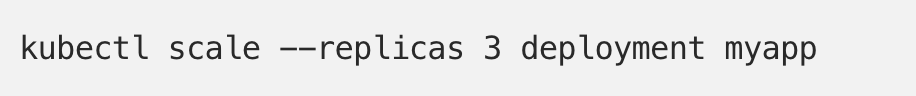 kubectl scale --replicas 3 deployment myapp